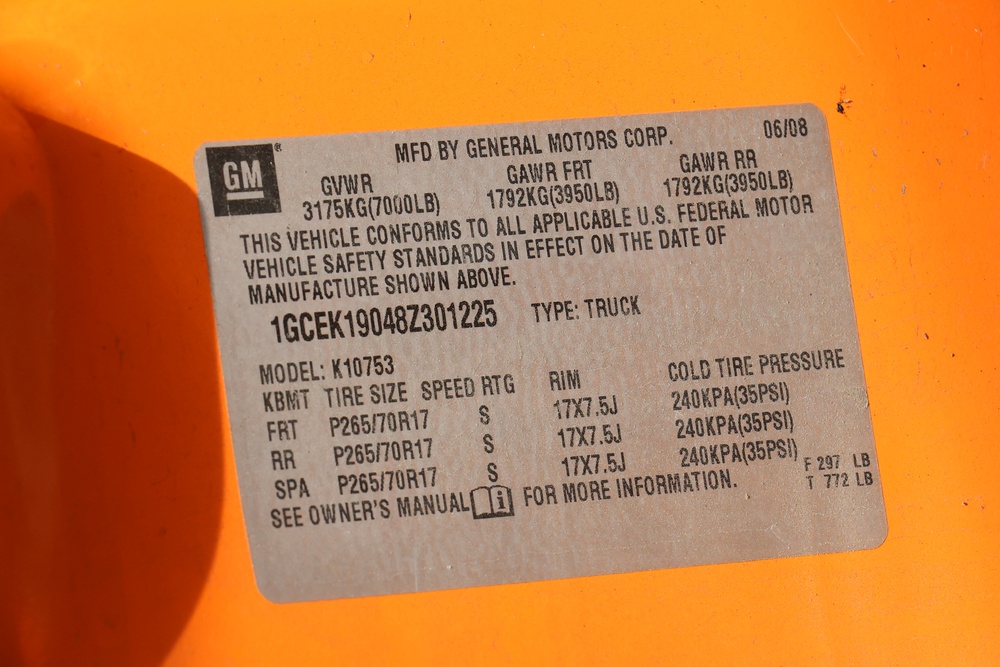 GM®
MFD BY GENERAL MOTORS CORP. 06/08
GVWR GAWR FRT GAWR RR
3175KG(7000LB) 1792KG(3950LB) 1792KG(3950LB)
THIS VEHICLE CONFORMS TO ALL APPLICABLE U.S. FEDERAL MOTOR
VEHICLE SAFETY STANDARDS IN EFFECT ON THE DATE OF
MANUFACTURE SHOWN ABOVE.
1GCEK19048Z301225 TYPE: TRUCK
MODEL: K10753
KBMT TIRE SIZE SPEED RTG RIM COLD TIRE PRESSURE
FRT P265/70R17 S 17X7.5J 240KPA(35PSI)
RR P265/70R17 S 17X7.5J 240KPA(35PSI)
SPA P265/70R17 S 17X7.5J 240KPA(35PSI)
SEE OWNER'S MANUAL i FOR MORE INFORMATION.
F 297 LB
T 772 LB